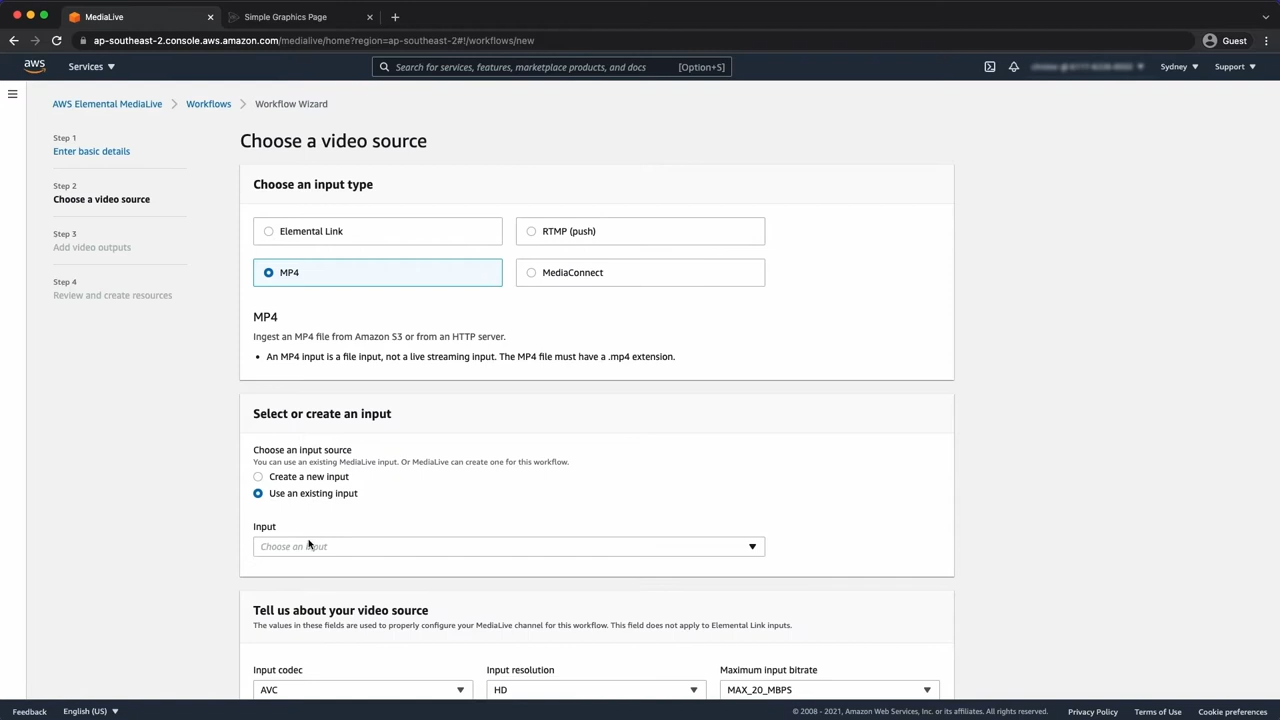 MediaLive
Simple Graphics Page
ap-southeast-2.console.aws.amazon.com/medialive/home?region=ap-southeast-2#!/workflows/new
Guest
aws
Services
Search for services, features, marketplace products, and docs
[Option+S]
Sydney
Support
AWS Elemental MediaLive
Workflows
Workflow Wizard
Step 1
Enter basic details
Step 2
Choose a video source
Step 3
Add video outputs
Step 4
Review and create resources
Choose a video source
Choose an input type
Elemental Link
RTMP (push)
MP4
MediaConnect
MP4
Ingest an MP4 file from Amazon S3 or from an HTTP server.
• An MP4 input is a file input, not a live streaming input. The MP4 file must have a .mp4 extension.
Select or create an input
Choose an input source
You can use an existing MediaLive input. Or MediaLive can create one for this workflow.
Create a new input
Use an existing input
Input
Choose an input
Tell us about your video source
The values in these fields are used to properly configure your MediaLive channel for this workflow. This field does not apply to Elemental Link inputs.
Input codec
Input resolution
Maximum input bitrate
AVC
HD
MAX_20_MBPS
Feedback
English (US)
© 2008 - 2021, Amazon Web Services, Inc. or its affiliates. All rights reserved.
Privacy Policy
Terms of Use
Cookie preferences